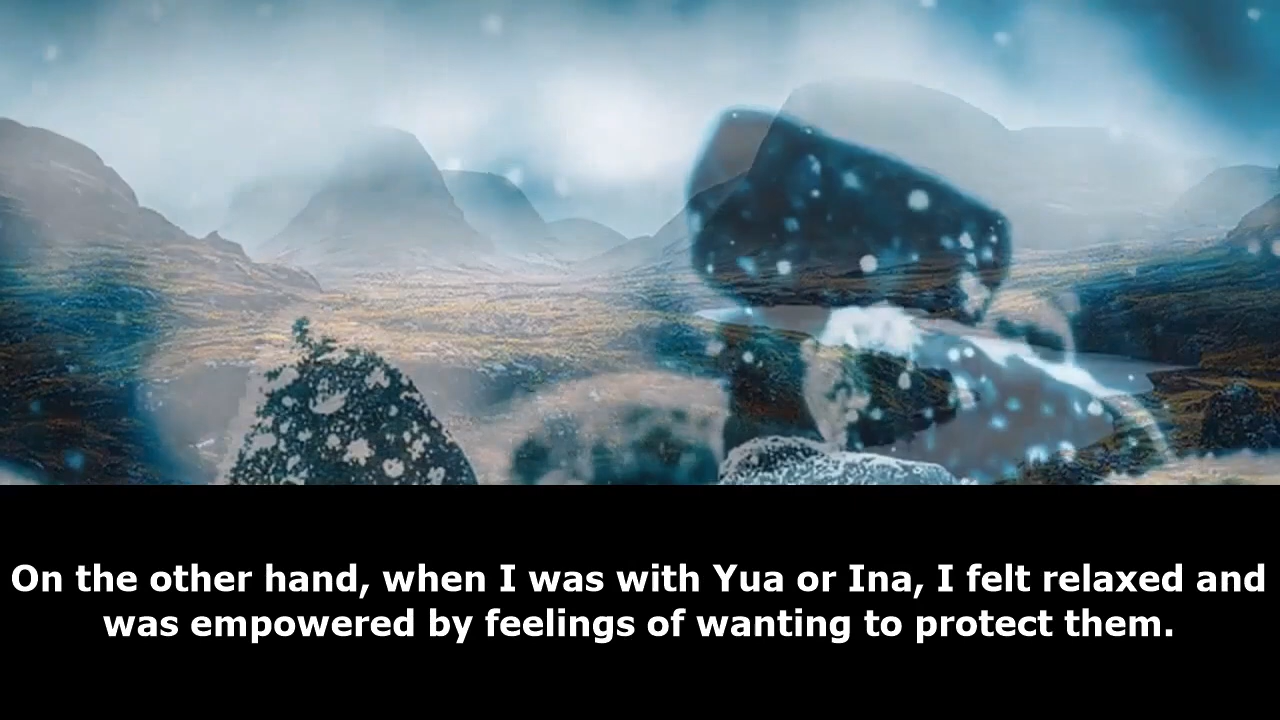 On the other hand, when I was with Yua or Ina, I felt relaxed and
was empowered by feelings of wanting to protect them.